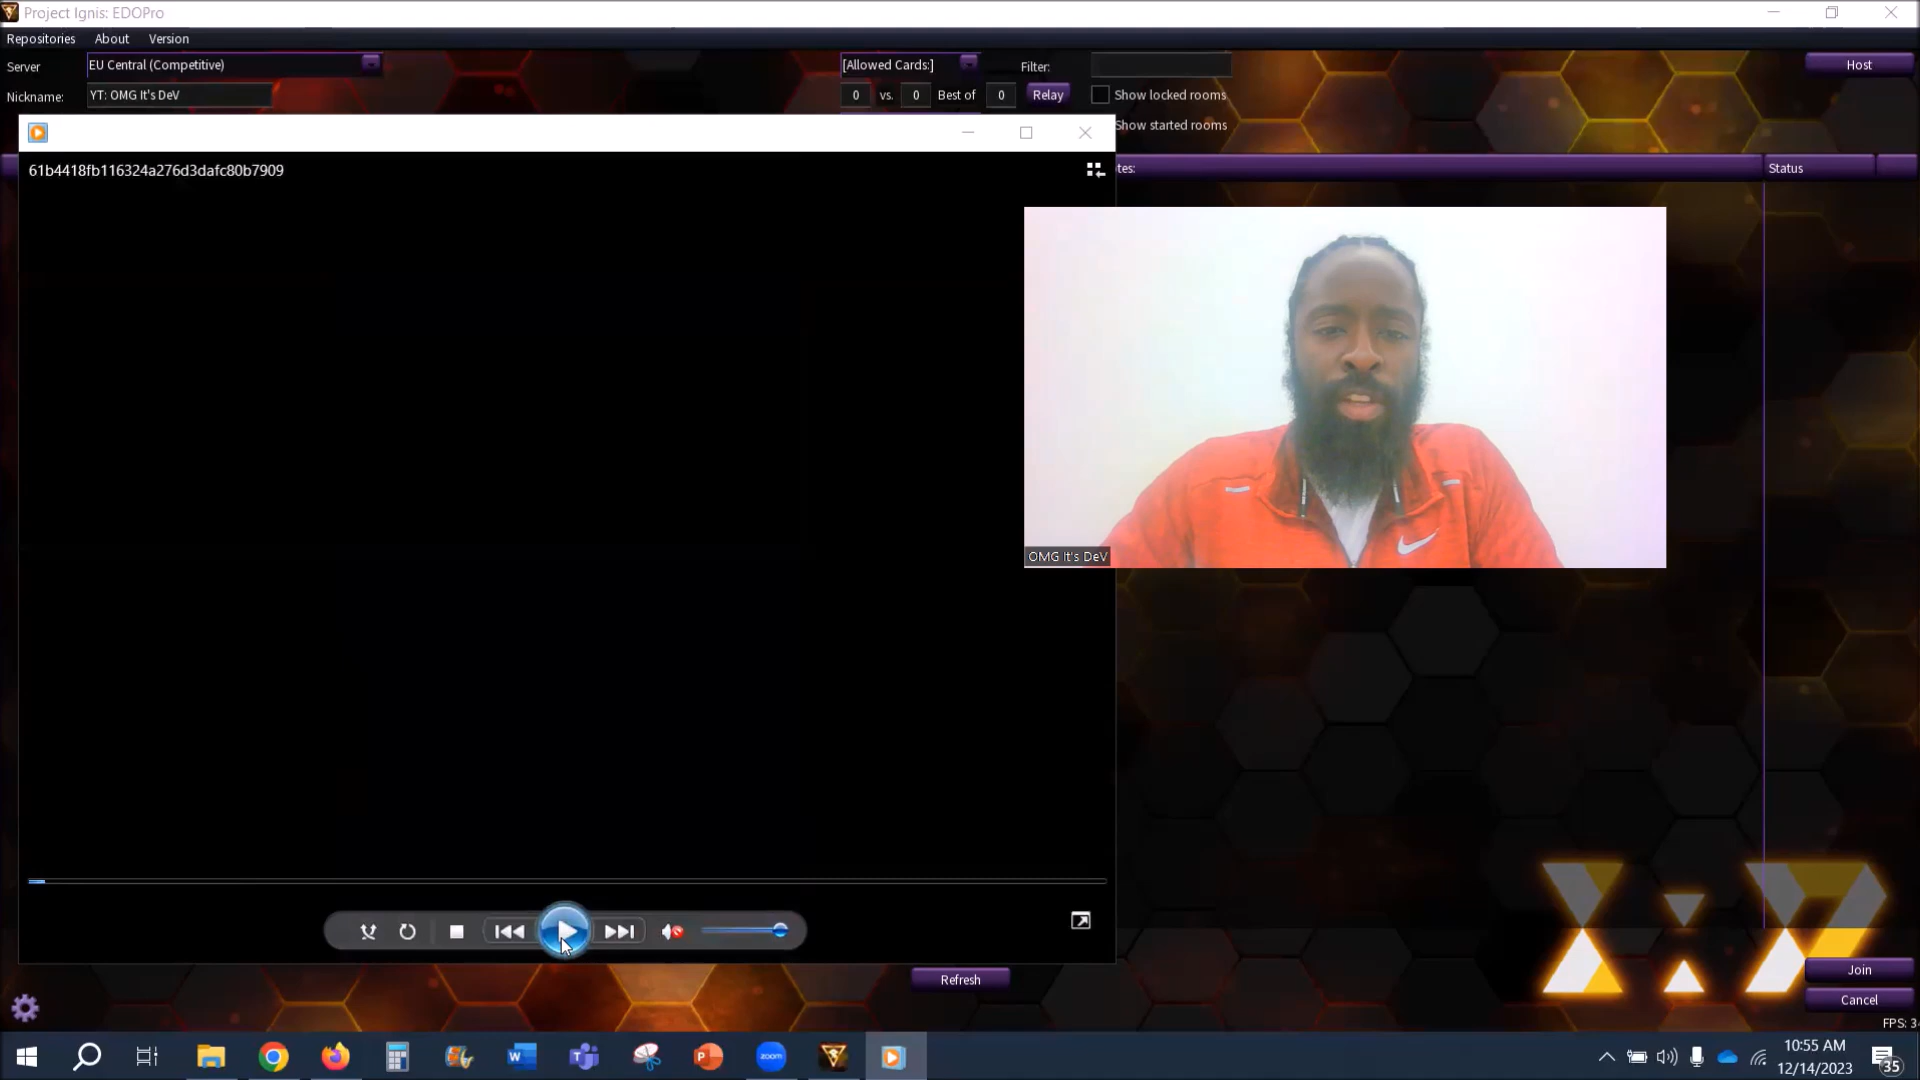 Project Ignis: EDOPro
Repositories About Version
Server EU Central (Competitive) [Allowed Cards:] Filter: Host
Nickname: YT: OMG It's DeV 0 vs. 0 Best of 0 Relay Show locked rooms
Show started rooms
61b4418fb116324a276d3dafc80b7909
tes: Status
OMG It's DeV
Refresh
Join
Cancel
FPS: 3
zoom
10:55 AM
12/14/2023
35